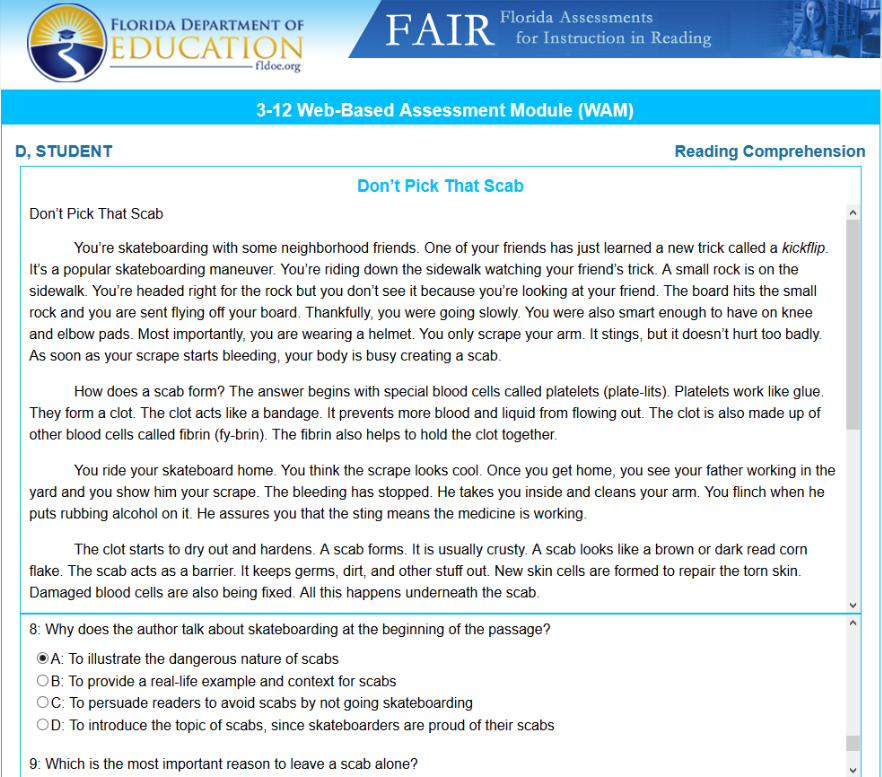 FLORIDA DEPARTMENT OF
EDUCATION
fldoe.org
FAIR Florida Assessments
for Instruction in Reading
3-12 Web-Based Assessment Module (WAM)
D, STUDENT
Reading Comprehension
Don’t Pick That Scab
Don’t Pick That Scab
You’re skateboarding with some neighborhood friends. One of your friends has just learned a new trick called a kickflip.
It’s a popular skateboarding maneuver. You’re riding down the sidewalk watching your friend’s trick. A small rock is on the
sidewalk. You’re headed right for the rock but you don’t see it because you’re looking at your friend. The board hits the small
rock and you are sent flying off your board. Thankfully, you were going slowly. You were also smart enough to have on knee
and elbow pads. Most importantly, you are wearing a helmet. You only scrape your arm. It stings, but it doesn’t hurt too badly.
As soon as your scrape starts bleeding, your body is busy creating a scab.
How does a scab form? The answer begins with special blood cells called platelets (plate-lits). Platelets work like glue.
They form a clot. The clot acts like a bandage. It prevents more blood and liquid from flowing out. The clot is also made up of
other blood cells called fibrin (fy-brin). The fibrin also helps to hold the clot together.
You ride your skateboard home. You think the scrape looks cool. Once you get home, you see your father working in the
yard and you show him your scrape. The bleeding has stopped. He takes you inside and cleans your arm. You flinch when he
puts rubbing alcohol on it. He assures you that the sting means the medicine is working.
The clot starts to dry out and hardens. A scab forms. It is usually crusty. A scab looks like a brown or dark read corn
flake. The scab acts as a barrier. It keeps germs, dirt, and other stuff out. New skin cells are formed to repair the torn skin.
Damaged blood cells are also being fixed. All this happens underneath the scab.
8: Why does the author talk about skateboarding at the beginning of the passage?
A: To illustrate the dangerous nature of scabs
B: To provide a real-life example and context for scabs
C: To persuade readers to avoid scabs by not going skateboarding
D: To introduce the topic of scabs, since skateboarders are proud of their scabs
9: Which is the most important reason to leave a scab alone?